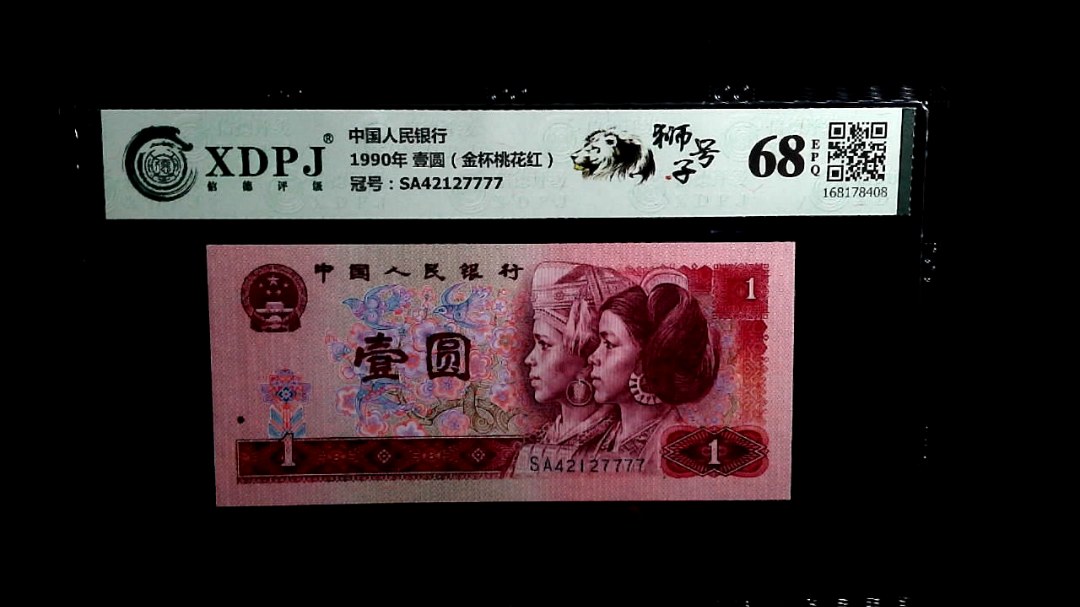 XDPJ®
信德评级
中国人民银行
1990年 壹圆（金杯桃花红）
冠号：SA42127777
狮子号
68
EPQ
168178408
中国人民银行
1
壹圆
1
SA42127777
1